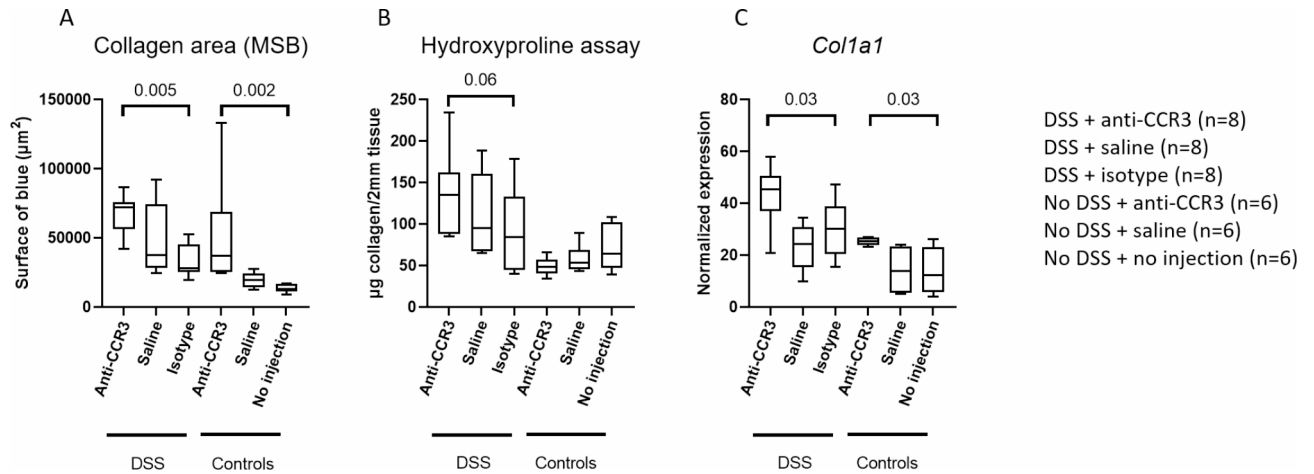 A
Collagen area (MSB)
0.005
0.002
150000
100000
50000
0
Surface of blue (µm²)
Anti-CCR3
Saline
Isotype
Anti-CCR3
Saline
No injection
DSS
Controls
B
Hydroxyproline assay
0.06
250
200
150
100
50
0
µg collagen/2mm tissue
Anti-CCR3
Saline
Isotype
Anti-CCR3
Saline
No injection
DSS
Controls
C
Col1a1
0.03
0.03
80
60
40
20
0
Normalized expression
Anti-CCR3
Saline
Isotype
Anti-CCR3
Saline
No injection
DSS
Controls
DSS + anti-CCR3 (n=8)
DSS + saline (n=8)
DSS + isotype (n=8)
No DSS + anti-CCR3 (n=6)
No DSS + saline (n=6)
No DSS + no injection (n=6)